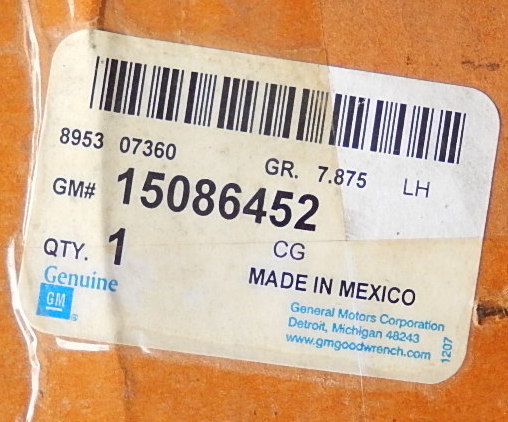 8953 07360 GR. 7.875 LH
GM# 15086452
QTY. 1 CG
Genuine MADE IN MEXICO
GM
®
General Motors Corporation
Detroit, Michigan 48243
www.gmgoodwrench.com
1207